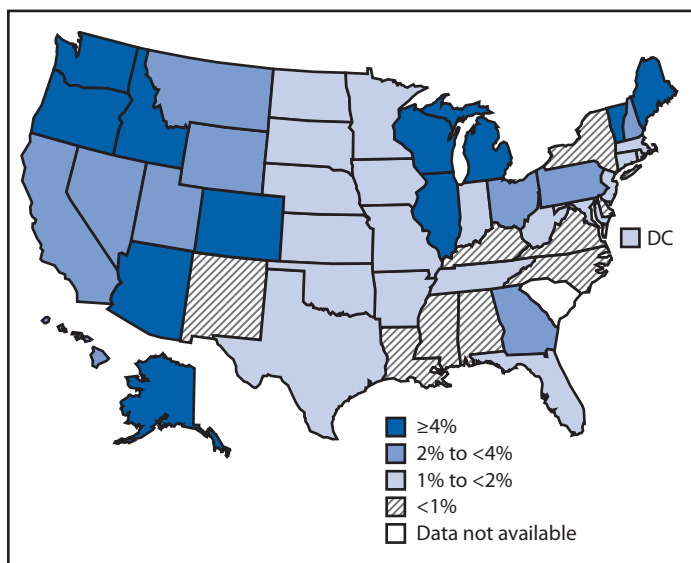 DC
≥4%
2% to <4%
1% to <2%
<1%
Data not available